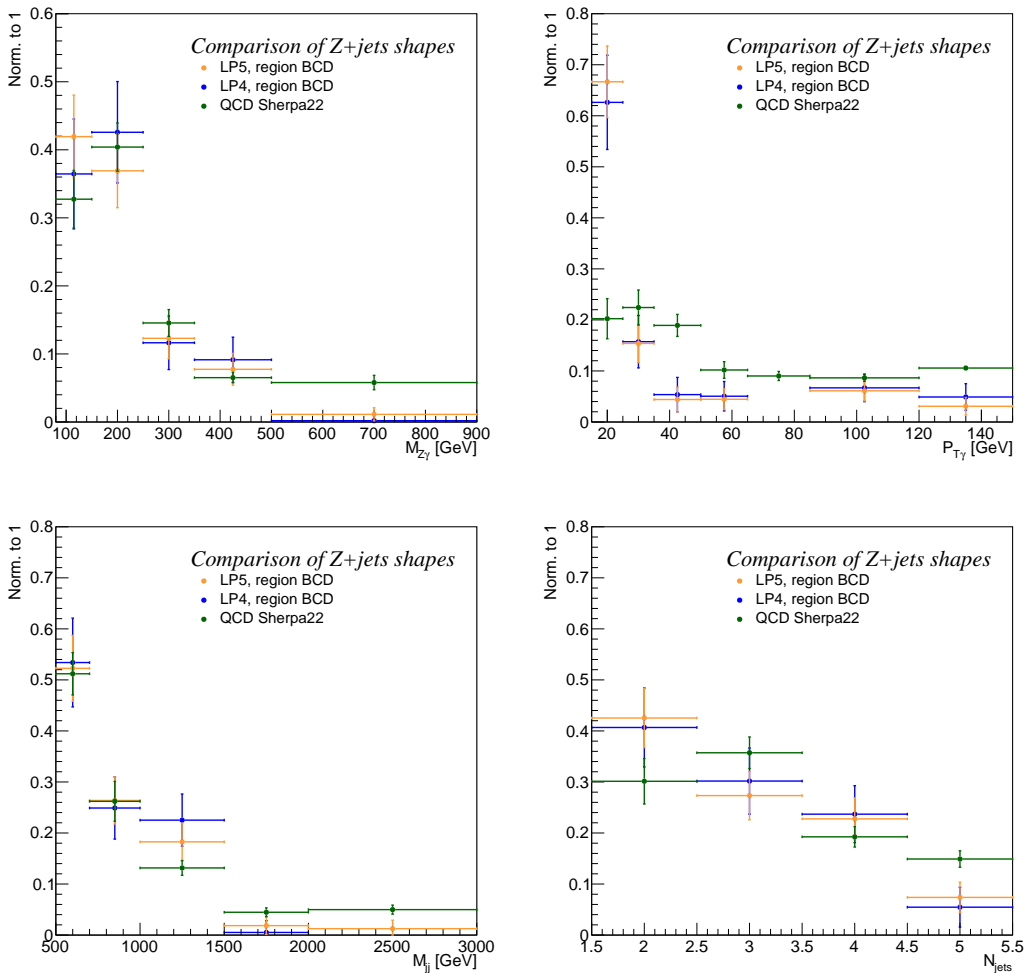 Norm. to 1
0.6
0.5
0.4
0.3
0.2
0.1
0
Comparison of Z+jets shapes
LP5, region BCD
LP4, region BCD
QCD Sherpa22
100 200 300 400 500 600 700 800 900
M_Zγ [GeV]
Norm. to 1
0.8
0.7
0.6
0.5
0.4
0.3
0.2
0.1
0
Comparison of Z+jets shapes
LP5, region BCD
LP4, region BCD
QCD Sherpa22
20 40 60 80 100 120 140
P_Tγ [GeV]
Norm. to 1
0.8
0.7
0.6
0.5
0.4
0.3
0.2
0.1
0
Comparison of Z+jets shapes
LP5, region BCD
LP4, region BCD
QCD Sherpa22
500 1000 1500 2000 2500 3000
M_jj [GeV]
Norm. to 1
0.8
0.7
0.6
0.5
0.4
0.3
0.2
0.1
0
Comparison of Z+jets shapes
LP5, region BCD
LP4, region BCD
QCD Sherpa22
1.5 2 2.5 3 3.5 4 4.5 5 5.5
N_jets